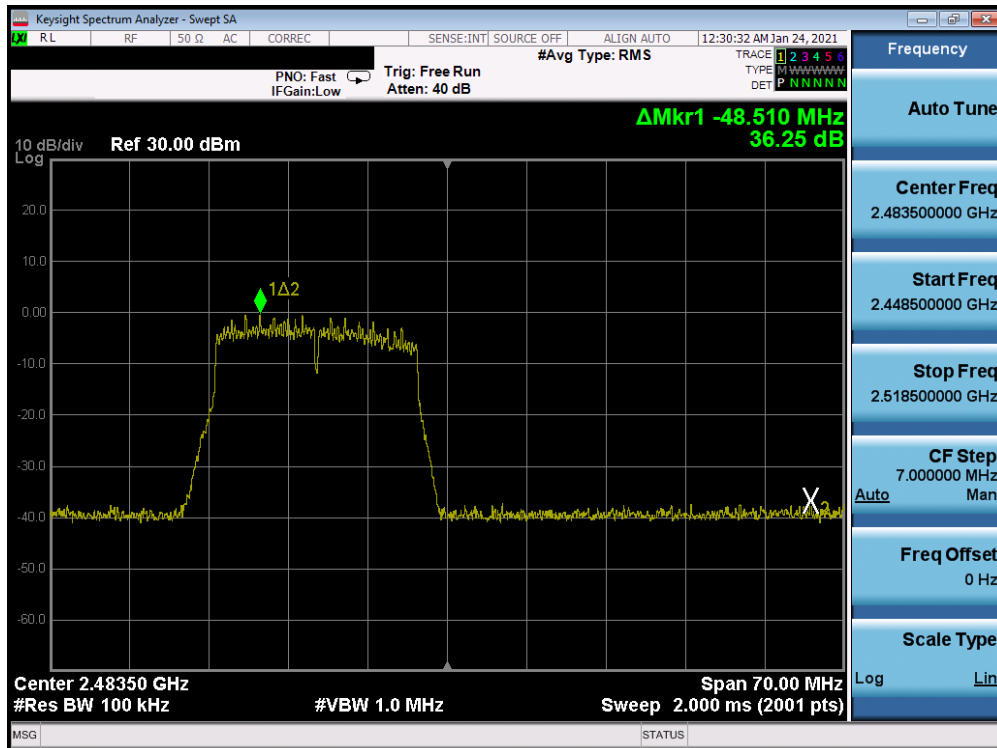 Keysight Spectrum Analyzer - Swept SA
LXI RL RF 50 Ω AC CORREC SENSE:INT SOURCE OFF ALIGN AUTO 12:30:32 AM Jan 24, 2021
#Avg Type: RMS
TRACE 1 2 3 4 5 6
PNO: Fast Trig: Free Run
TYPE M WWWWW
IFGain:Low Atten: 40 dB
DET P N N N N N
ΔMkr1 -48.510 MHz
36.25 dB
10 dB/div Ref 30.00 dBm
Log
20.0
10.0
1Δ2
0.00
-10.0
-20.0
-30.0
X2
-40.0
-50.0
-60.0
Center 2.48350 GHz Span 70.00 MHz
#Res BW 100 kHz #VBW 1.0 MHz Sweep 2.000 ms (2001 pts)
MSG STATUS
Frequency
Auto Tune
Center Freq
2.483500000 GHz
Start Freq
2.448500000 GHz
Stop Freq
2.518500000 GHz
CF Step
7.000000 MHz
Auto Man
Freq Offset
0 Hz
Scale Type
Log Lin